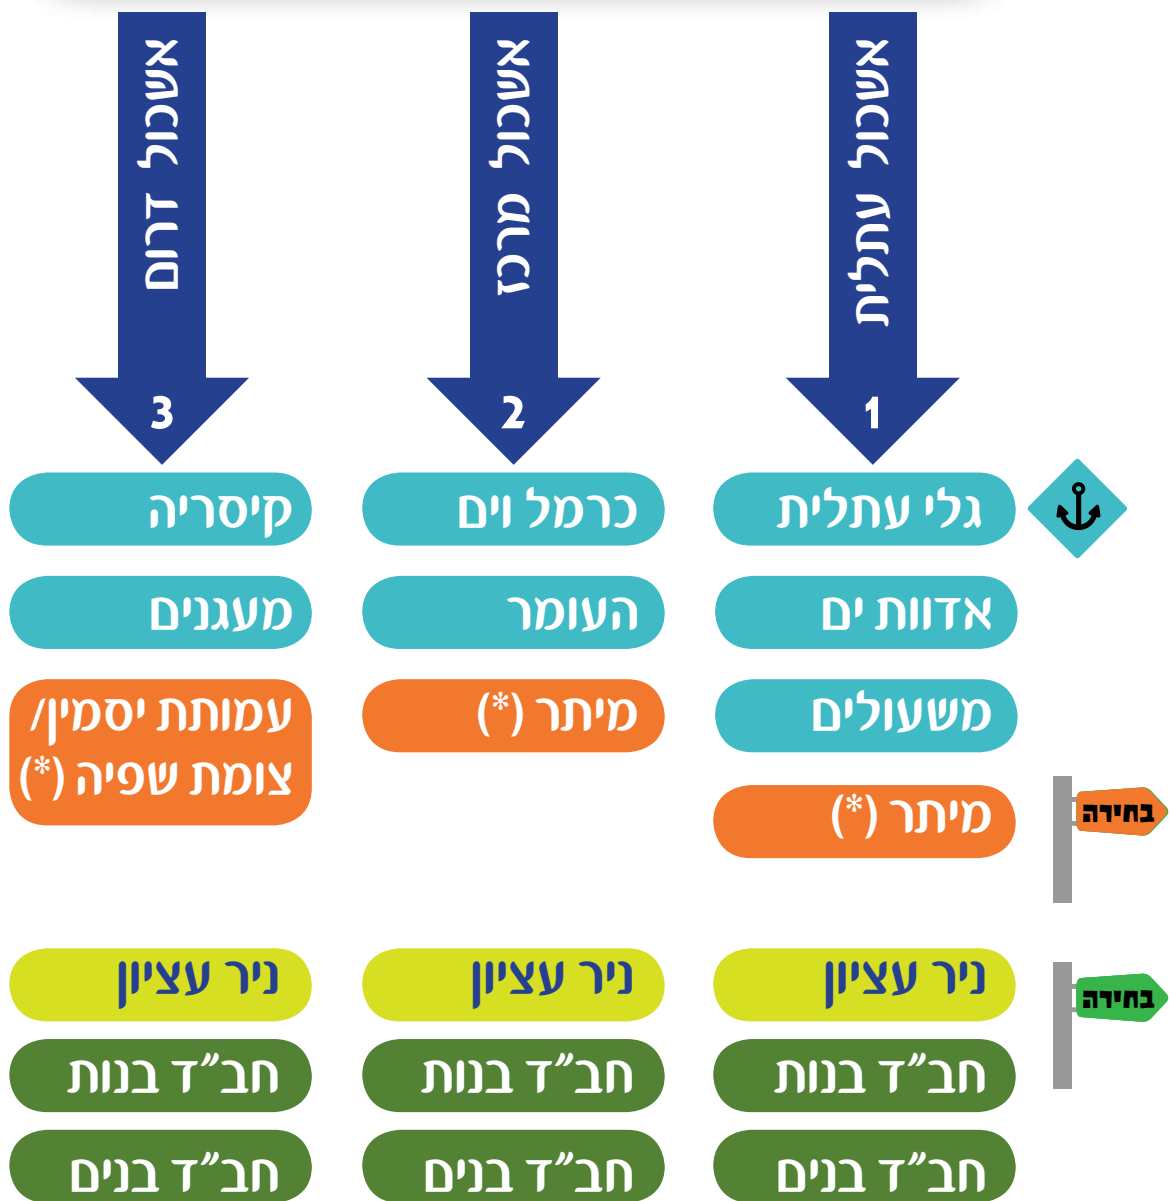 אשכול עתלית
אשכול מרכז
אשכול דרום
1
2
3
גלי עתלית
כרמל וים
קיסריה
אדוות ים
העומר
מעגנים
משעולים
מיתר (*)
עמותת יסמין/
צומת שפיה (*)
מיתר (*)
בחירה
ניר עציון
ניר עציון
ניר עציון
בחירה
חב״ד בנות
חב״ד בנות
חב״ד בנות
חב״ד בנים
חב״ד בנים
חב״ד בנים